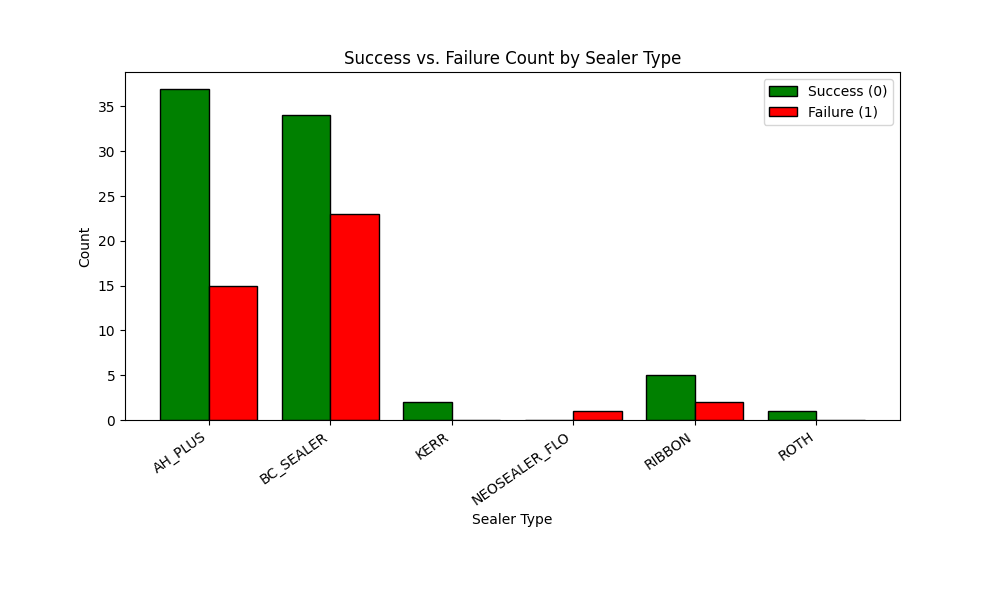 Success vs. Failure Count by Sealer Type
Success (0)
Failure (1)
Count
35
30
25
20
15
10
5
0
AH_PLUS
BC_SEALER
KERR
NEOSEALER_FLO
RIBBON
ROTH
Sealer Type